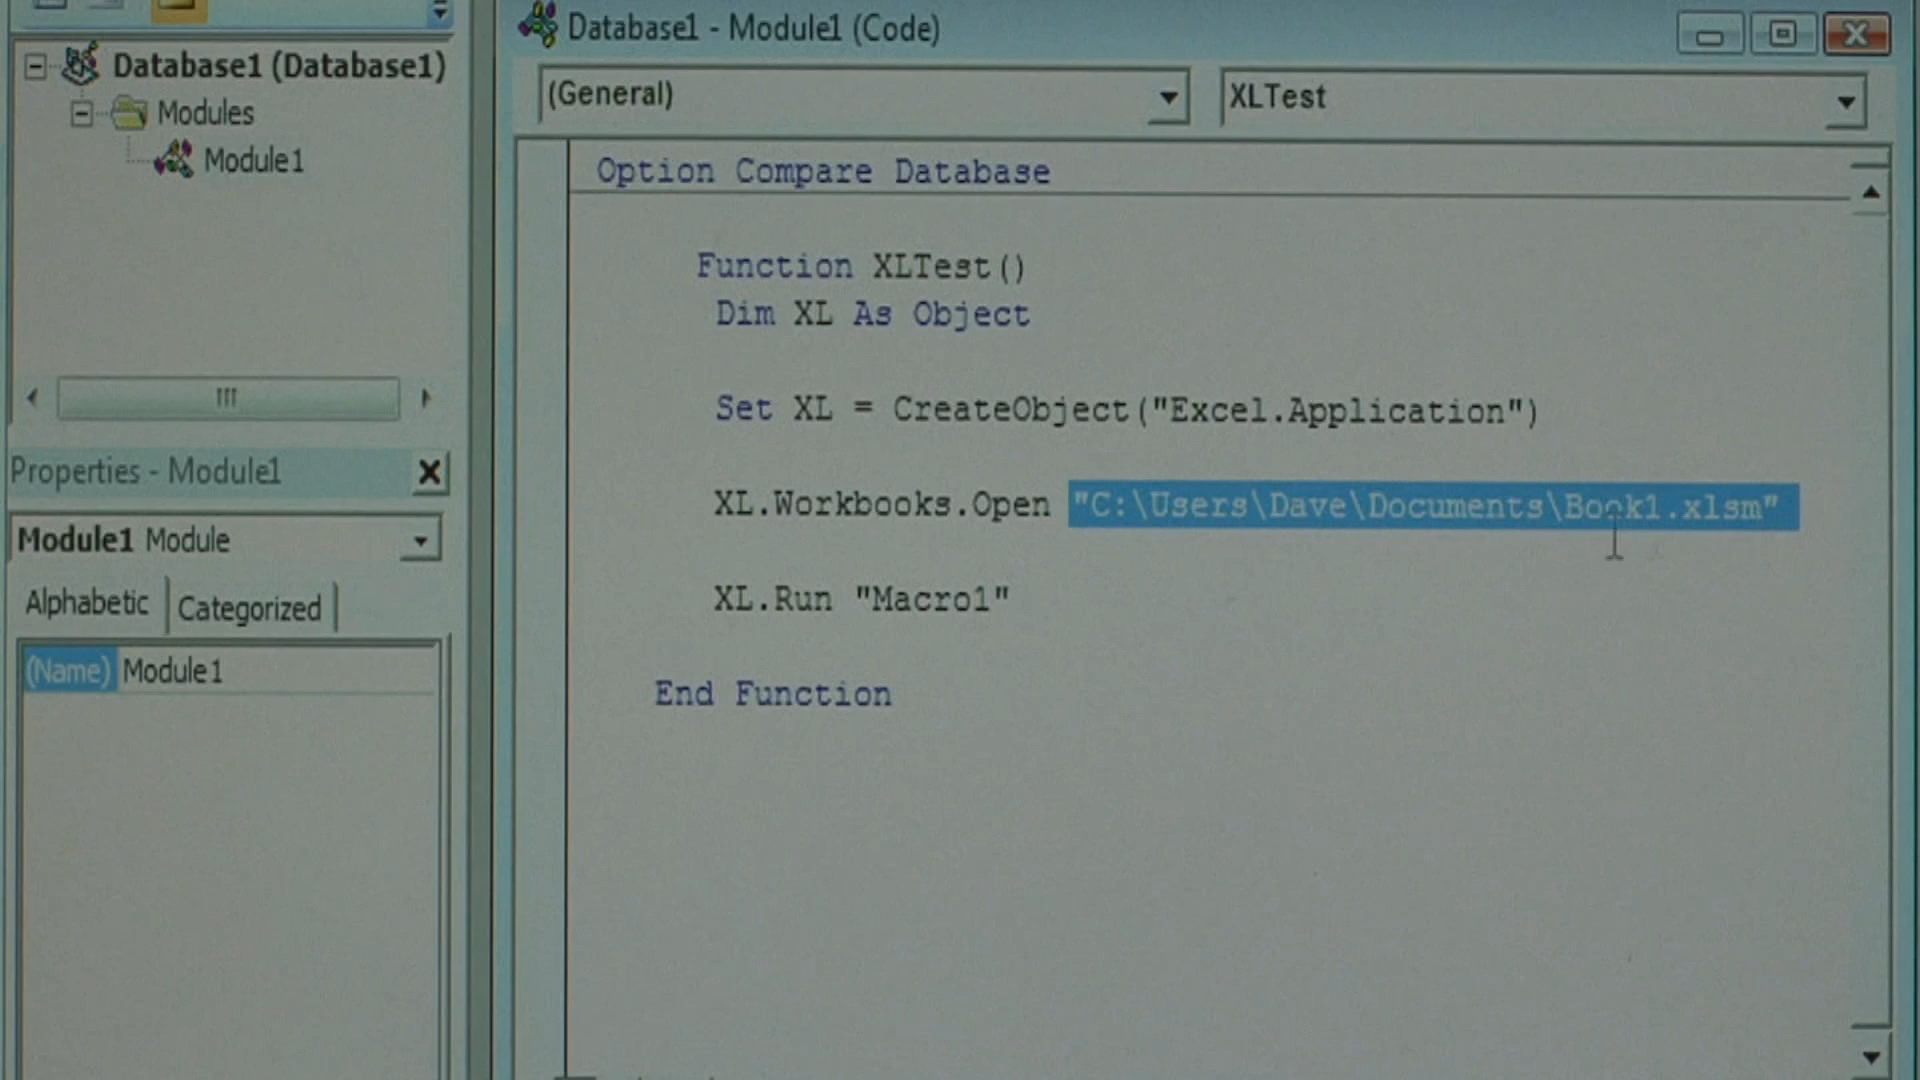 Database1 (Database1)
Modules
Module1
Properties - Module1
Module1 Module
Alphabetic
Categorized
(Name) Module1
Database1 - Module1 (Code)
(General)
XLTest
Option Compare Database
Function XLTest()
Dim XL As Object
Set XL = CreateObject("Excel.Application")
XL.Workbooks.Open "C:\Users\Dave\Documents\Book1.xlsm"
XL.Run "Macro1"
End Function